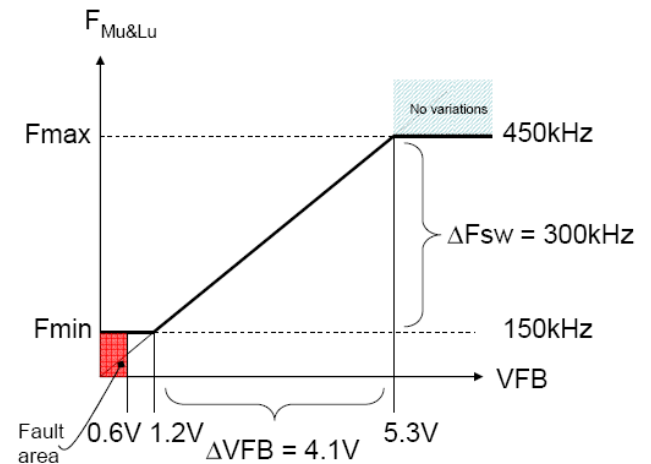 F Mu&Lu
No variations
Fmax
450kHz
ΔFsw = 300kHz
Fmin
150kHz
VFB
Fault
area
0.6V 1.2V
5.3V
ΔVFB = 4.1V